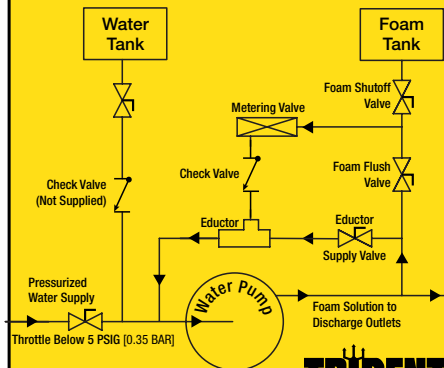 Water
Tank
Foam
Tank
Foam Shutoff
Valve
Metering Valve
Check Valve
(Not Supplied)
Check Valve
Foam Flush
Valve
Eductor
Eductor
Supply Valve
Pressurized
Water Supply
Water Pump
Foam Solution to
Discharge Outlets
Throttle Below 5 PSIG [0.35 BAR]
TRIDENT